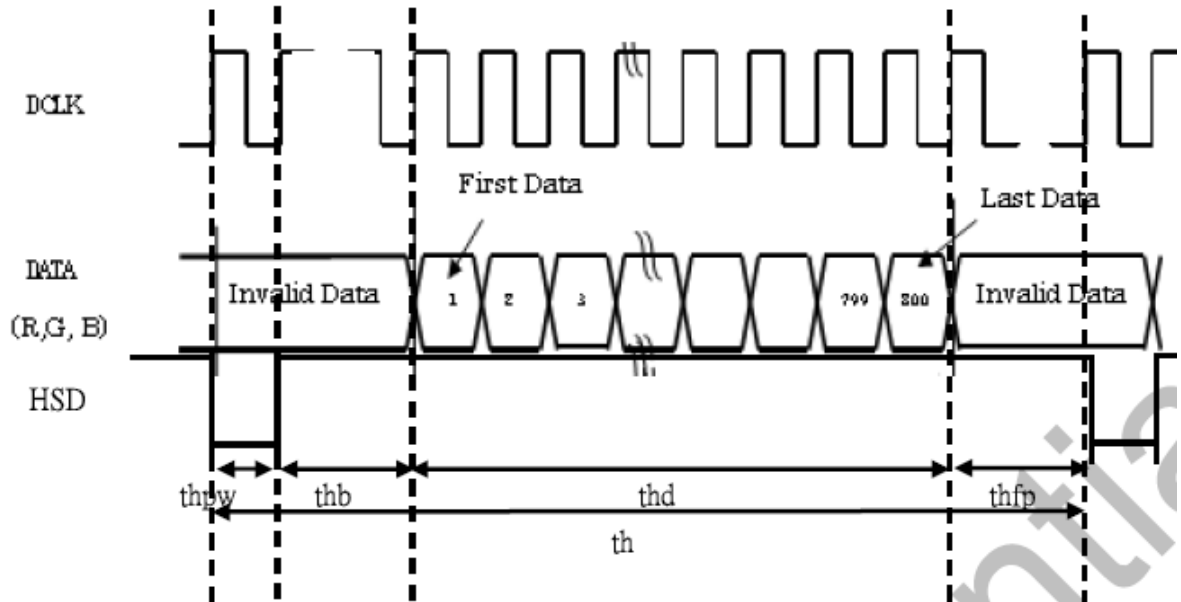 DCLK
First Data
Last Data
DATA
(R,G, B)
Invalid Data
1
2
3
799
800
Invalid Data
HSD
thpw
thb
thd
thfp
th